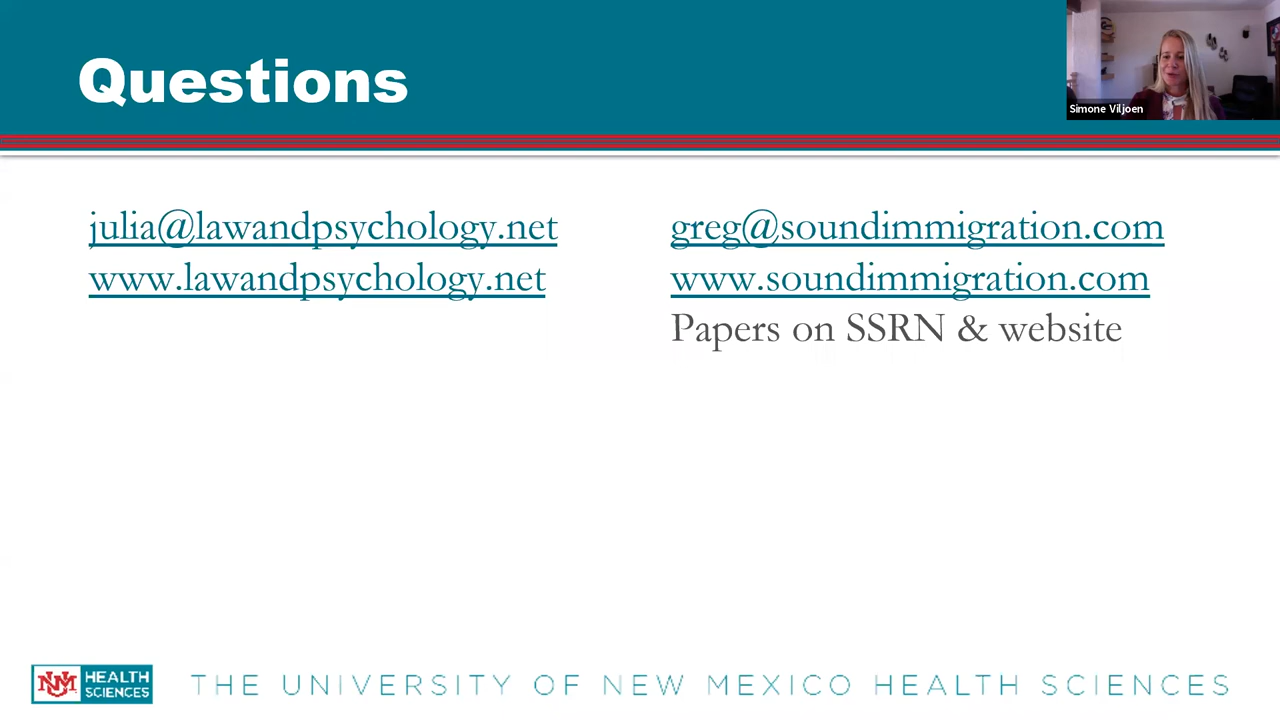 Questions
Simone Viljoen
julia@lawandpsychology.net
www.lawandpsychology.net
greg@soundimmigration.com
www.soundimmigration.com
Papers on SSRN & website
UNM HEALTH SCIENCES
THE UNIVERSITY OF NEW MEXICO HEALTH SCIENCES